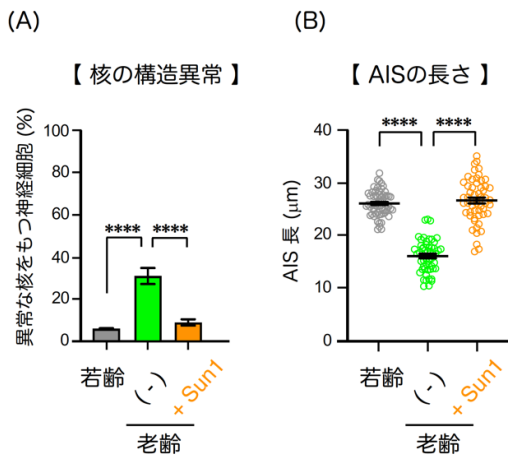 (A)
【 核の構造異常 】
異常な核をもつ神経細胞 (%)
100
80
60
40
20
0
****
****
若齢
(-)
+ Sun1
老齢
(B)
【 AISの長さ 】
AIS 長 (μm)
40
30
20
10
0
****
****
若齢
(-)
+ Sun1
老齢